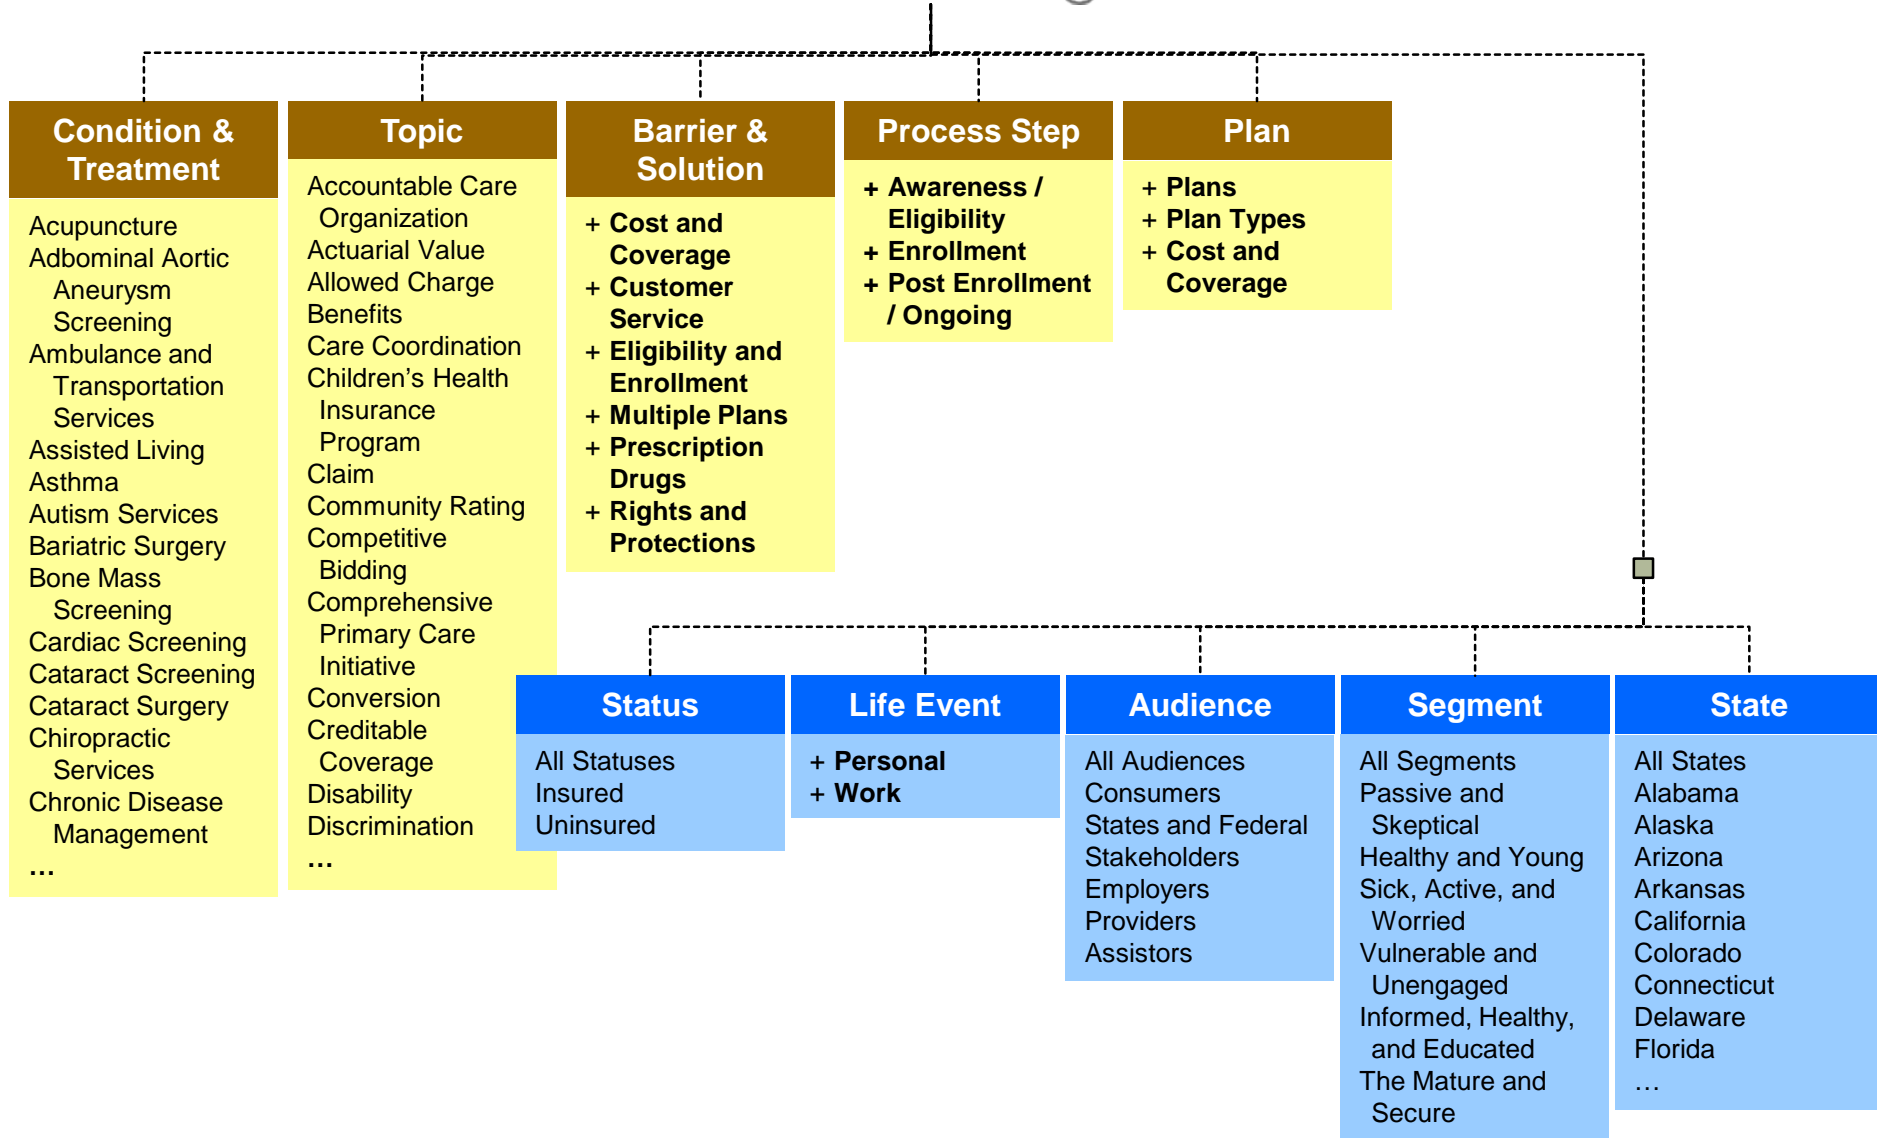 Condition &
Treatment
Acupuncture
Adbominal Aortic
Aneurysm
Screening
Ambulance and
Transportation
Services
Assisted Living
Asthma
Autism Services
Bariatric Surgery
Bone Mass
Screening
Cardiac Screening
Cataract Screening
Cataract Surgery
Chiropractic
Services
Chronic Disease
Management
…
Topic
Accountable Care
Organization
Actuarial Value
Allowed Charge
Benefits
Care Coordination
Children’s Health
Insurance
Program
Claim
Community Rating
Competitive
Bidding
Comprehensive
Primary Care
Initiative
Conversion
Creditable
Coverage
Disability
Discrimination
…
Barrier &
Solution
+ Cost and
Coverage
+ Customer
Service
+ Eligibility and
Enrollment
+ Multiple Plans
+ Prescription
Drugs
+ Rights and
Protections
Process Step
+ Awareness /
Eligibility
+ Enrollment
+ Post Enrollment
/ Ongoing
Plan
+ Plans
+ Plan Types
+ Cost and
Coverage
Status
All Statuses
Insured
Uninsured
Life Event
+ Personal
+ Work
Audience
All Audiences
Consumers
States and Federal
Stakeholders
Employers
Providers
Assistors
Segment
All Segments
Passive and
Skeptical
Healthy and Young
Sick, Active, and
Worried
Vulnerable and
Unengaged
Informed, Healthy,
and Educated
The Mature and
Secure
State
All States
Alabama
Alaska
Arizona
Arkansas
California
Colorado
Connecticut
Delaware
Florida
…